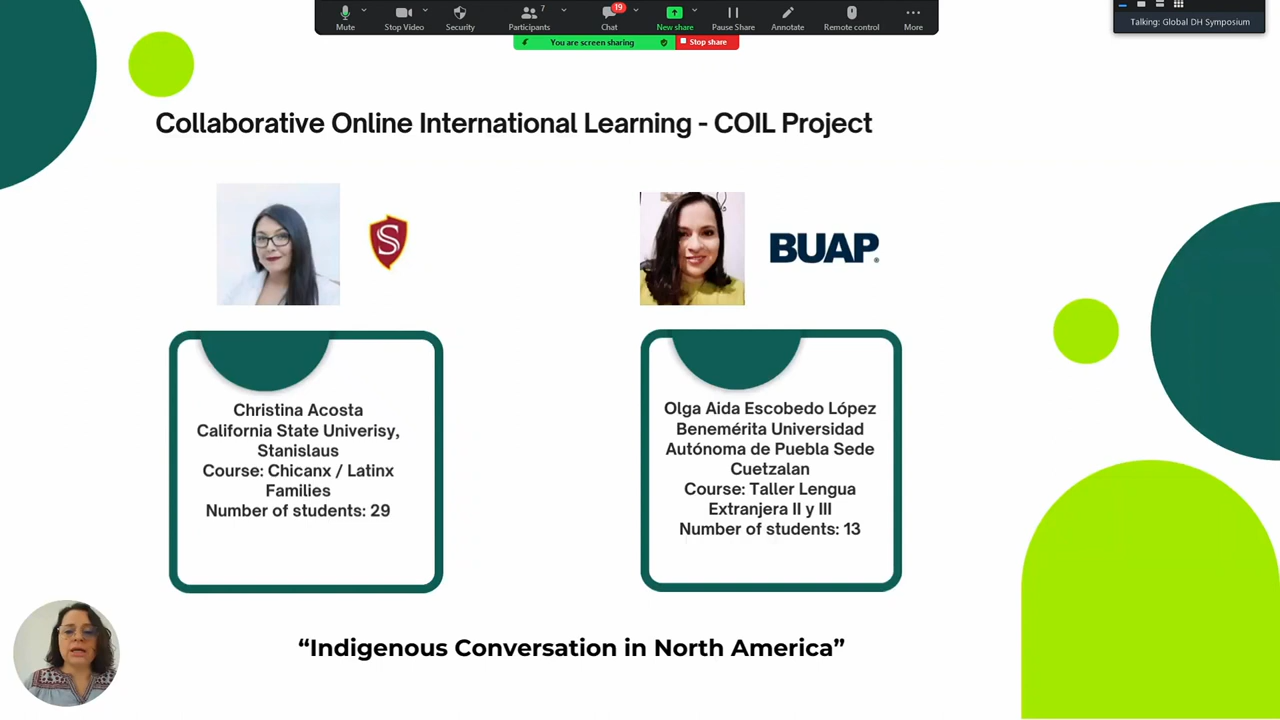 Mute
Stop Video
Security
Participants
7
Chat
19
New share
Pause Share
Annotate
Remote control
More
You are screen sharing
Stop share
Talking: Global DH Symposium
Collaborative Online International Learning - COIL Project
S
BUAP
Christina Acosta
California State Univerisy,
Stanislaus
Course: Chicanx / Latinx
Families
Number of students: 29
Olga Aida Escobedo López
Benemérita Universidad
Autónoma de Puebla Sede
Cuetzalan
Course: Taller Lengua
Extranjera II y III
Number of students: 13
“Indigenous Conversation in North America”